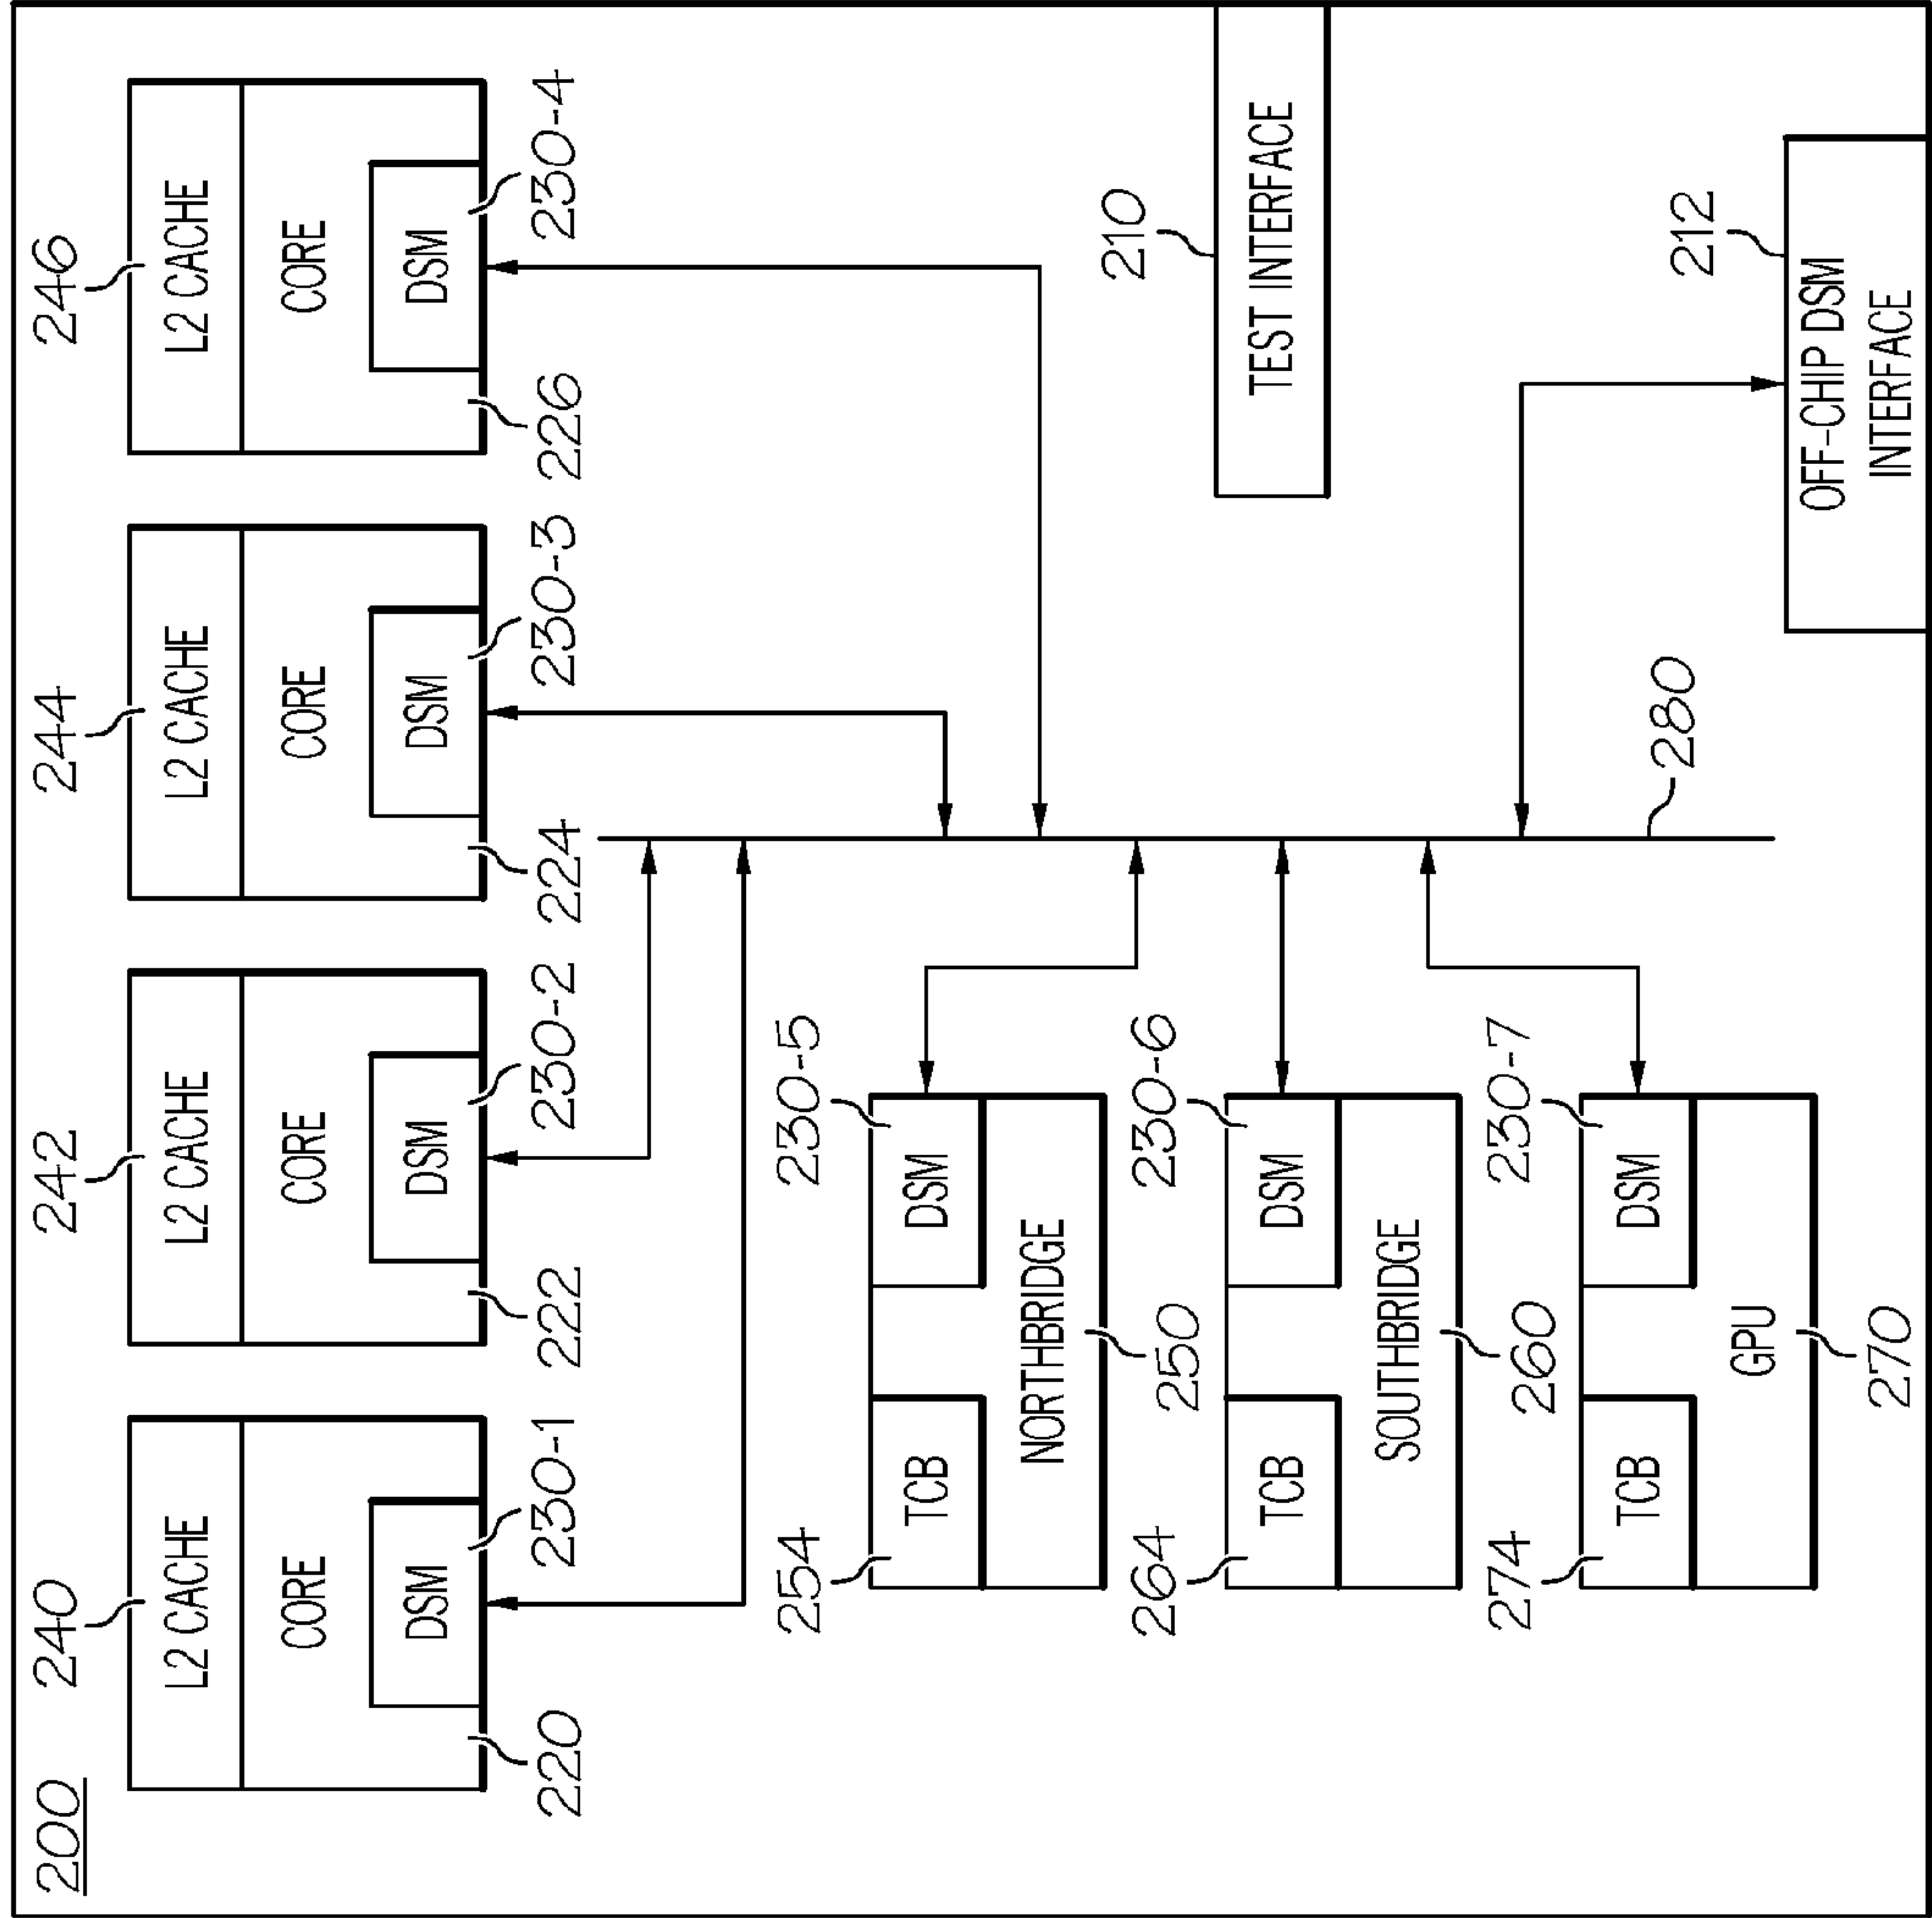 200
240
242
244
246
L2 CACHE
L2 CACHE
L2 CACHE
L2 CACHE
CORE
CORE
CORE
CORE
DSM
DSM
DSM
DSM
220
230-1
222
230-2
224
230-3
226
230-4
254
230-5
TCB
DSM
NORTHBRIDGE
250
264
230-6
TCB
DSM
SOUTHBRIDGE
260
274
230-7
TCB
DSM
GPU
270
280
210
TEST INTERFACE
212
OFF-CHIP DSM
INTERFACE